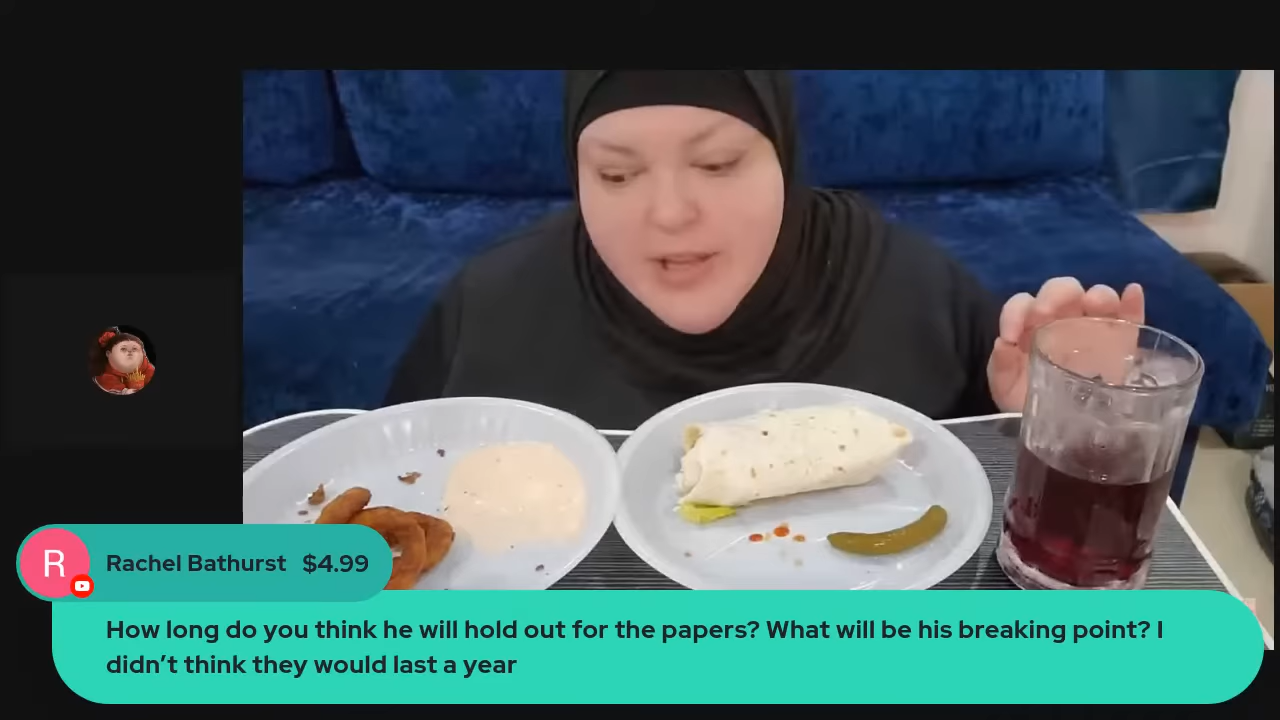 R
Rachel Bathurst $4.99
How long do you think he will hold out for the papers? What will be his breaking point? I
didn't think they would last a year